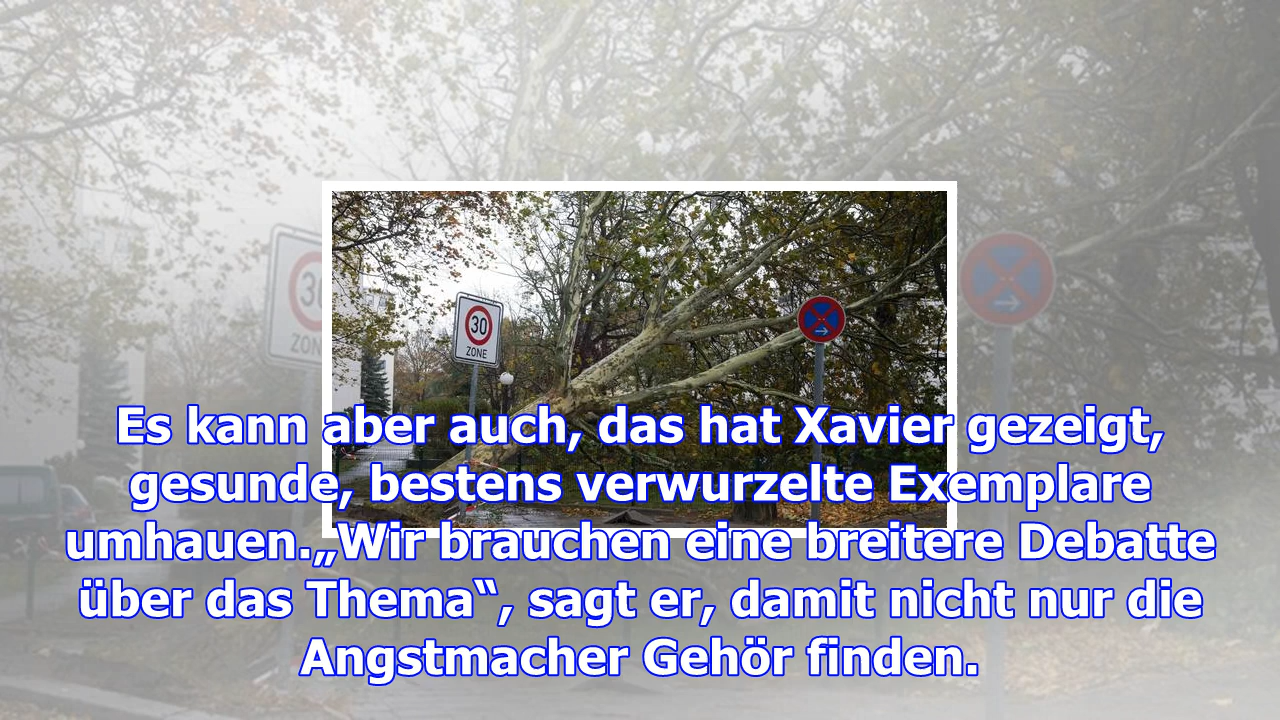 30
ZONE
Es kann aber auch, das hat Xavier gezeigt,
gesunde, bestens verwurzelte Exemplare
umhauen.„Wir brauchen eine breitere Debatte
über das Thema“, sagt er, damit nicht nur die
Angstmacher Gehör finden.